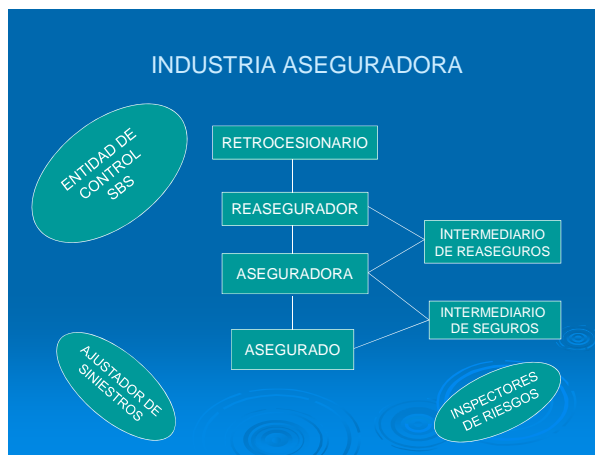 INDUSTRIA ASEGURADORA
ENTIDAD DE
CONTROL
SBS
RETROCESIONARIO
REASEGURADOR
INTERMEDIARIO
DE REASEGUROS
ASEGURADORA
INTERMEDIARIO
DE SEGUROS
ASEGURADO
AJUSTADOR DE
SINIESTROS
INSPECTORES
DE RIESGOS